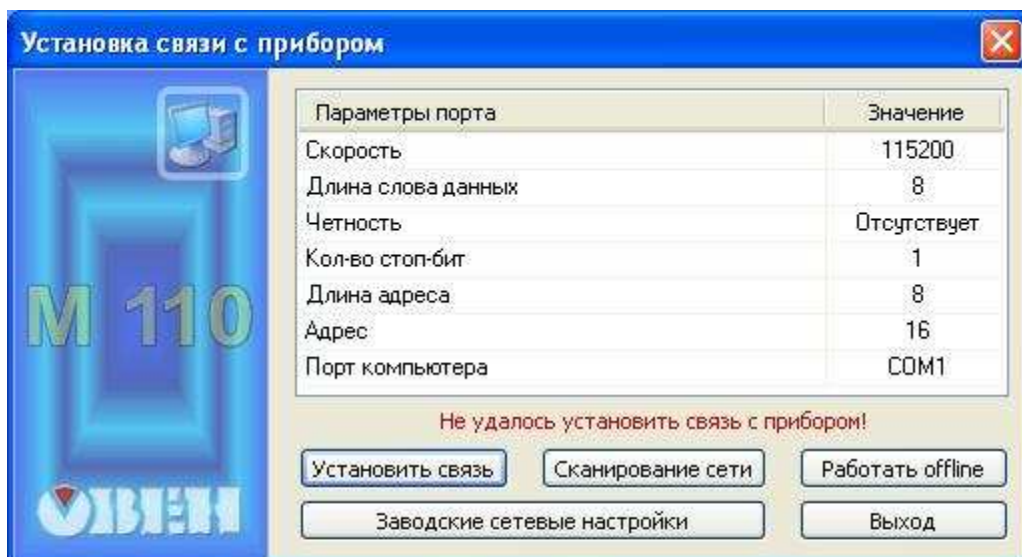 Установка связи с прибором
М 110
ОВЕН
Параметры порта Значение
Скорость 115200
Длина слова данных 8
Четность Отсутствует
Кол-во стоп-бит 1
Длина адреса 8
Адрес 16
Порт компьютера COM1
Не удалось установить связь с прибором!
Установить связь Сканирование сети Работать offline
Заводские сетевые настройки Выход